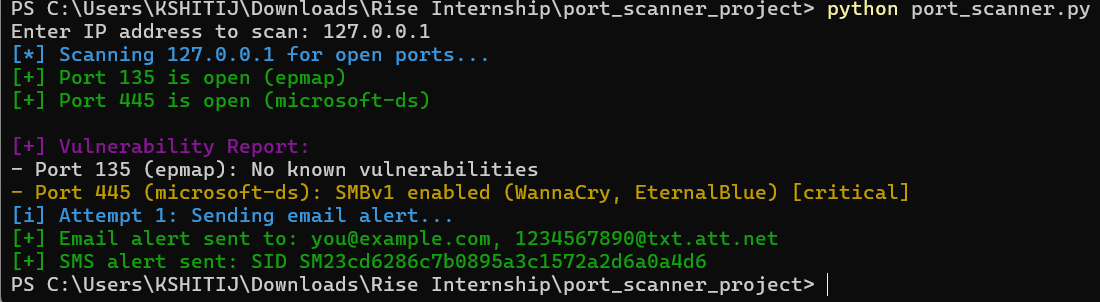 PS C:\Users\KSHITIJ\Downloads\Rise Internship\port_scanner_project> python port_scanner.py
Enter IP address to scan: 127.0.0.1
[*] Scanning 127.0.0.1 for open ports...
[+] Port 135 is open (epmap)
[+] Port 445 is open (microsoft-ds)
[+] Vulnerability Report:
- Port 135 (epmap): No known vulnerabilities
- Port 445 (microsoft-ds): SMBv1 enabled (WannaCry, EternalBlue) [critical]
[i] Attempt 1: Sending email alert...
[+] Email alert sent to: you@example.com, 1234567890@txt.att.net
[+] SMS alert sent: SID SM23cd6286c7b0895a3c1572a2d6a0a4d6
PS C:\Users\KSHITIJ\Downloads\Rise Internship\port_scanner_project>